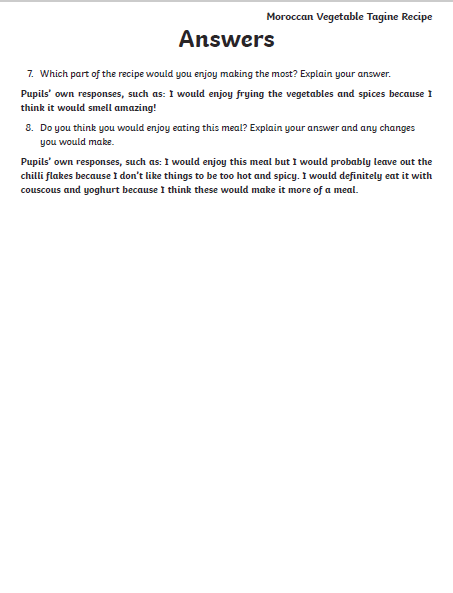 Moroccan Vegetable Tagine Recipe
Answers
7. Which part of the recipe would you enjoy making the most? Explain your answer.
Pupils' own responses, such as: I would enjoy frying the vegetables and spices because I
think it would smell amazing!
8. Do you think you would enjoy eating this meal? Explain your answer and any changes
you would make.
Pupils' own responses, such as: I would enjoy this meal but I would probably leave out the
chilli flakes because I don't like things to be too hot and spicy. I would definitely eat it with
couscous and yoghurt because I think these would make it more of a meal.